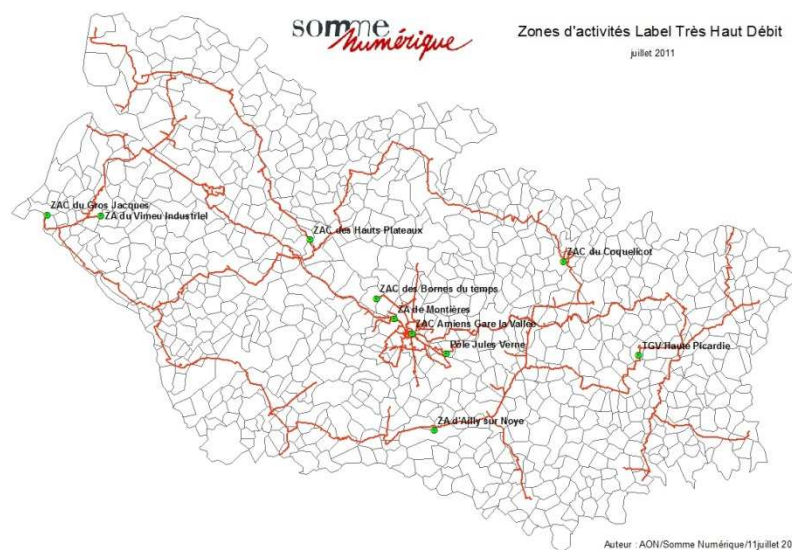 somme
numérique
Zones d'activités Label Très Haut Débit
juillet 2011
ZAC du Gros Jacques
ZA du Vimeu Industriel
ZAC des Hauts Plateaux
ZAC du Coquelicot
ZAC des Bornes du temps
ZA de Montières
ZAC Amiens Gare la Vallée
Pôle Jules Verne
TGV Haute Picardie
ZA d'Ailly sur Noye
Auteur : AON/Somme Numérique/11juillet 20